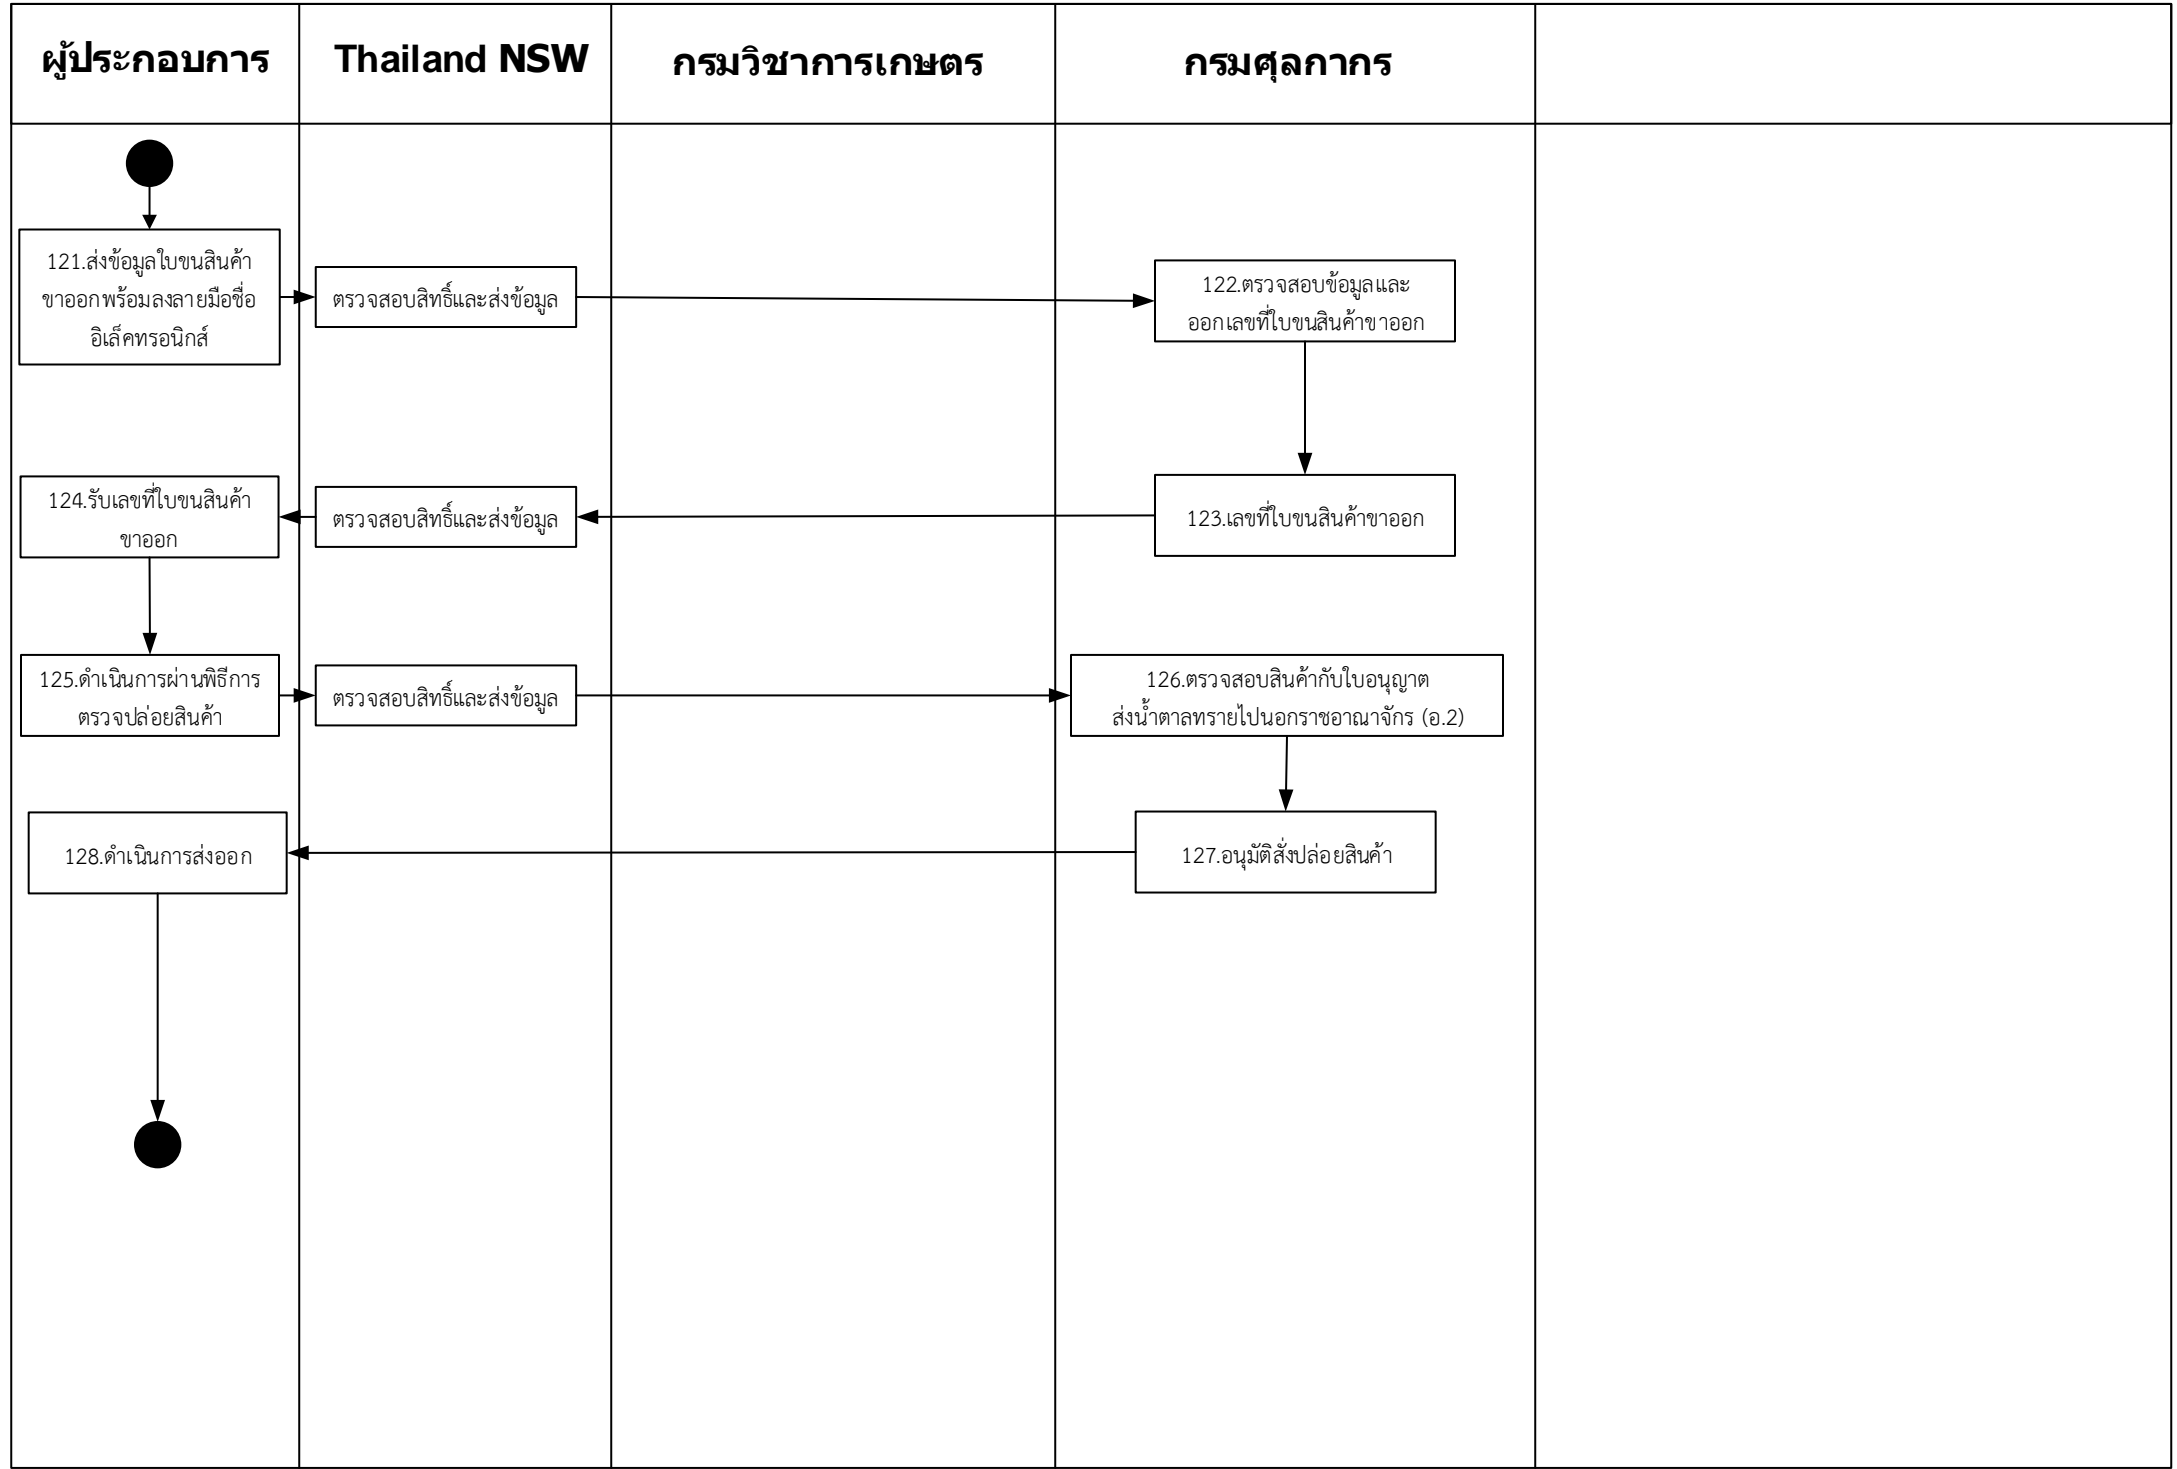 ผู้ประกอบการ
Thailand NSW
กรมวิชาการเกษตร
กรมศุลกากร
121.ส่งข้อมูลใบขนสินค้า
ขาออกพร้อมลงลายมือชื่อ
อิเล็คทรอนิกส์
ตรวจสอบสิทธิ์และส่งข้อมูล
122.ตรวจสอบข้อมูลและ
ออกเลขที่ใบขนสินค้าขาออก
124.รับเลขที่ใบขนสินค้า
ขาออก
ตรวจสอบสิทธิ์และส่งข้อมูล
123.เลขที่ใบขนสินค้าขาออก
125.ดำเนินการผ่านพิธีการ
ตรวจปล่อยสินค้า
ตรวจสอบสิทธิ์และส่งข้อมูล
126.ตรวจสอบสินค้ากับใบอนุญาต
ส่งน้ำตาลทรายไปนอกราชอาณาจักร (อ.2)
128.ดำเนินการส่งออก
127.อนุมัติสั่งปล่อยสินค้า